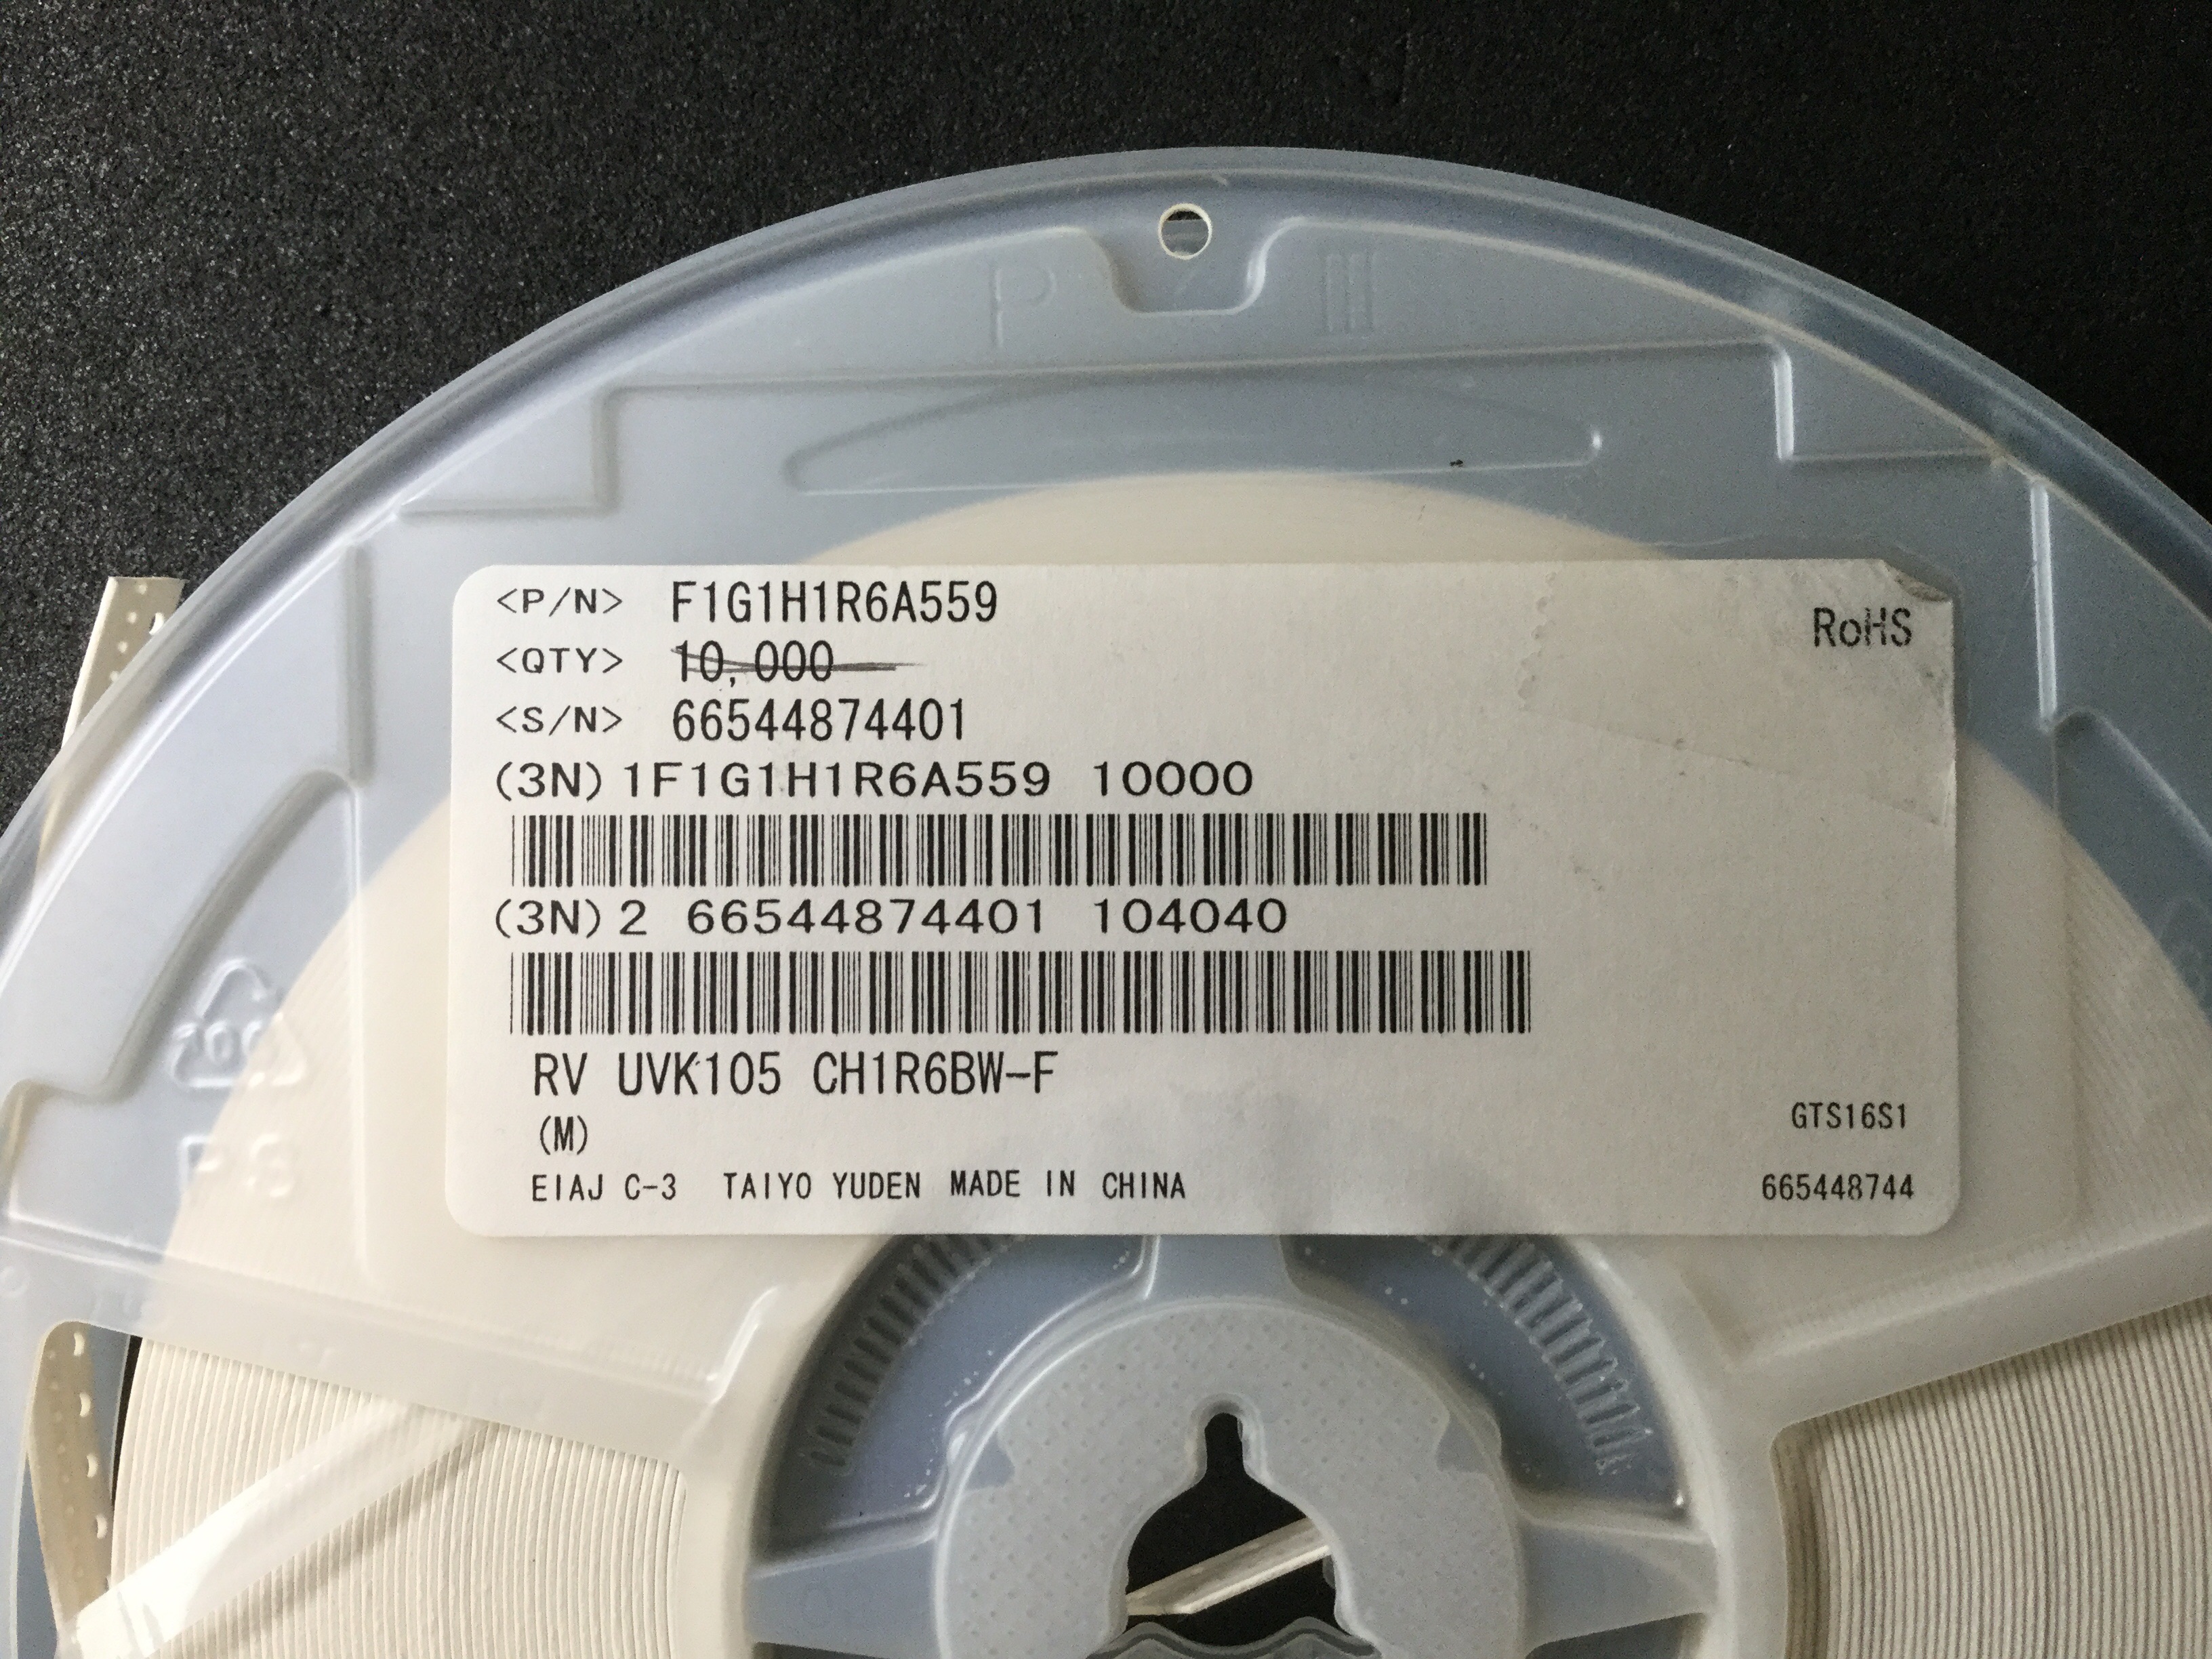 P III
<P/N> F1G1H1R6A559
RoHS
<QTY> 10,000
<S/N> 66544874401
(3N)1F1G1H1R6A559 10000
(3N)2 66544874401 104040
RV UVK105 CH1R6BW-F
(M)
GTS16S1
EIAJ C-3 TAIYO YUDEN MADE IN CHINA
665448744